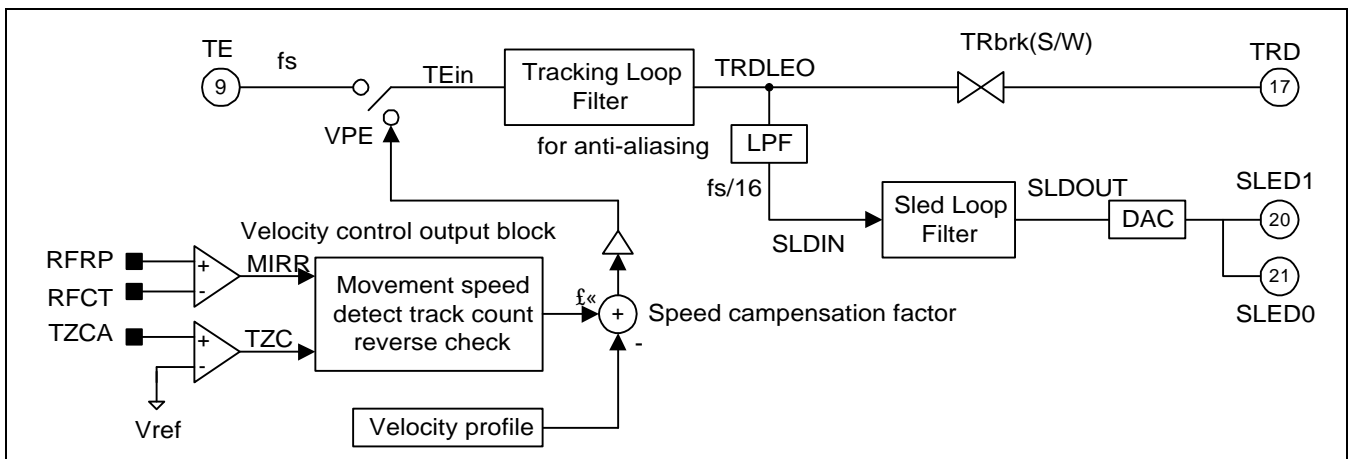 TE
9
fs
TEin
VPE
Tracking Loop
Filter
TRDLEO
TRbrk(S/W)
TRD
17
for anti-aliasing
LPF
fs/16
SLDIN
Sled Loop
Filter
SLDOUT
DAC
SLED1
20
21
SLED0
Velocity control output block
RFRP
RFCT
+
-
MIRR
TZCA
+
-
TZC
Vref
Movement speed
detect track count
reverse check
£«
+
-
Speed campensation factor
Velocity profile